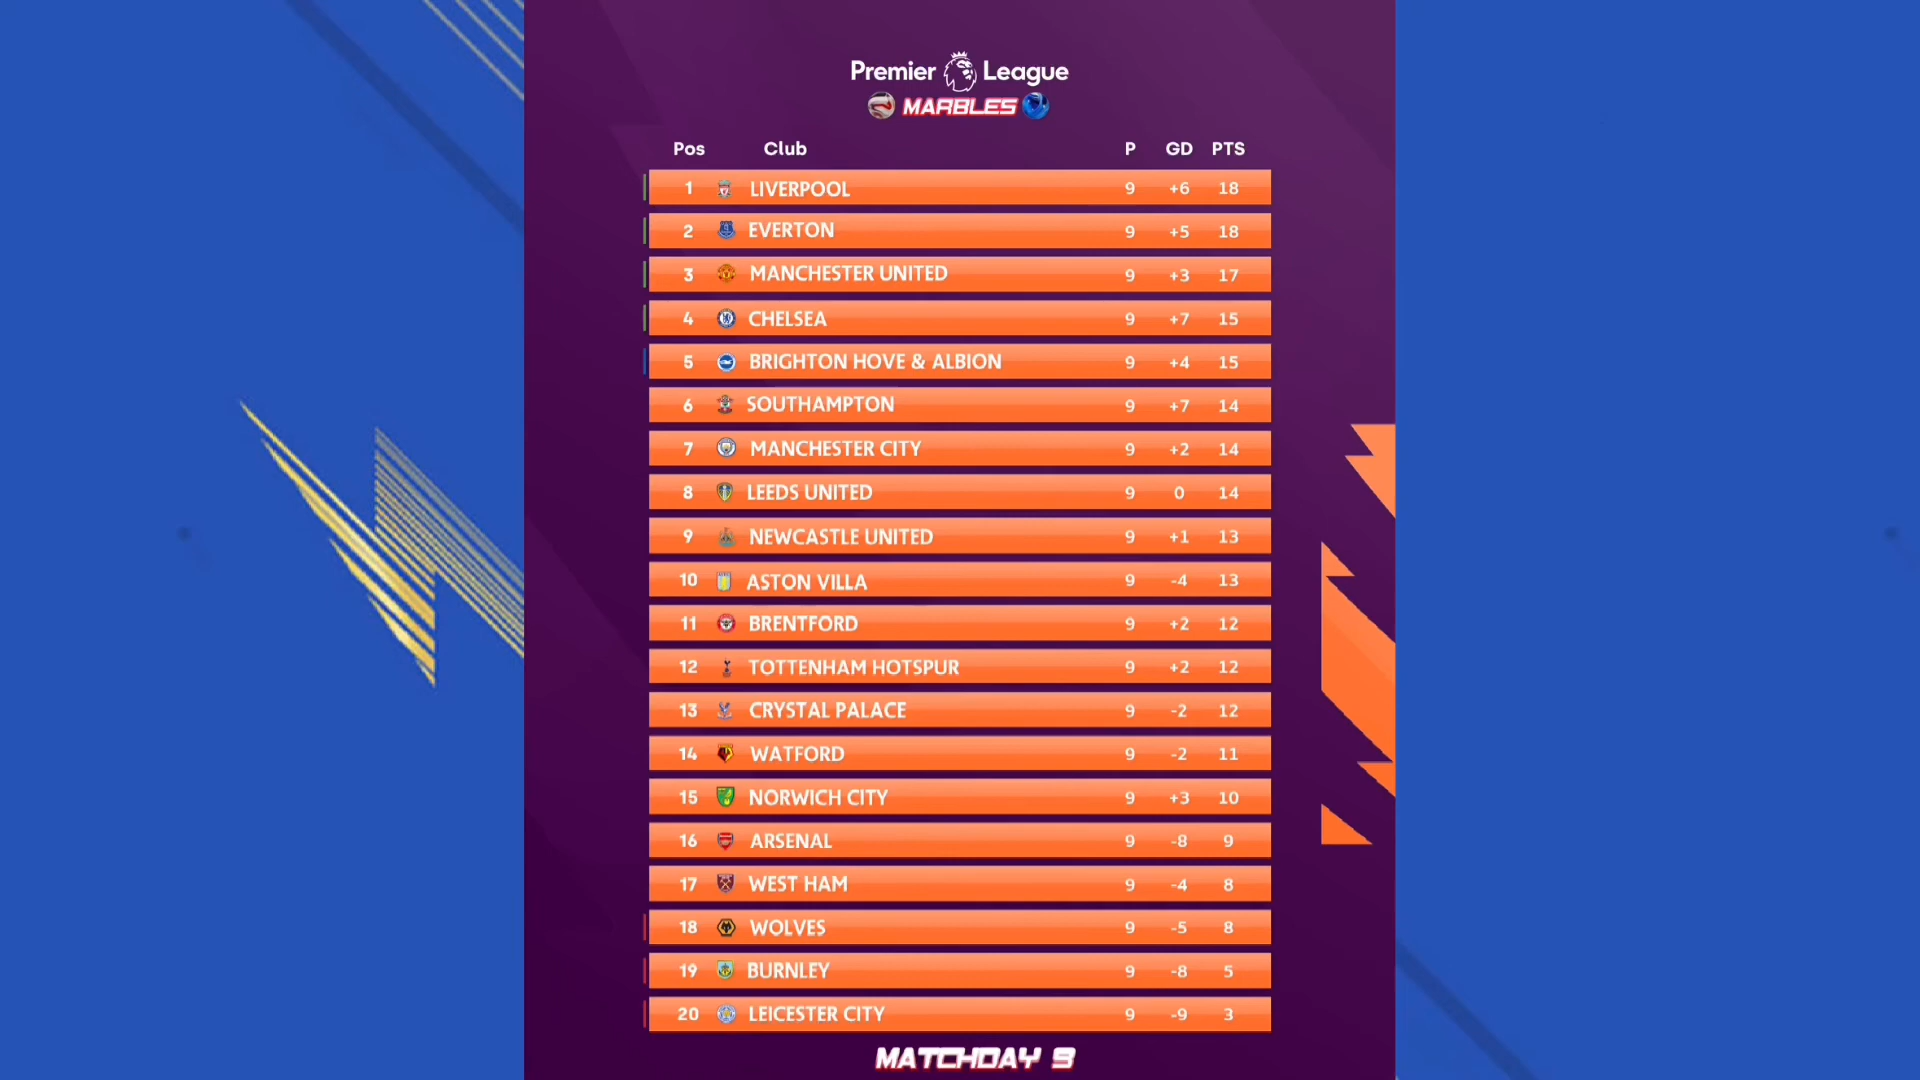 Premier League
MARBLES
Pos Club P GD PTS
1 LIVERPOOL 9 +6 18
2 EVERTON 9 +5 18
3 MANCHESTER UNITED 9 +3 17
4 CHELSEA 9 +7 15
5 BRIGHTON HOVE & ALBION 9 +4 15
6 SOUTHAMPTON 9 +7 14
7 MANCHESTER CITY 9 +2 14
8 LEEDS UNITED 9 0 14
9 NEWCASTLE UNITED 9 +1 13
10 ASTON VILLA 9 -4 13
11 BRENTFORD 9 +2 12
12 TOTTENHAM HOTSPUR 9 +2 12
13 CRYSTAL PALACE 9 -2 12
14 WATFORD 9 -2 11
15 NORWICH CITY 9 +3 10
16 ARSENAL 9 -8 9
17 WEST HAM 9 -4 8
18 WOLVES 9 -5 8
19 BURNLEY 9 -8 5
20 LEICESTER CITY 9 -9 3
MATCHDAY 9